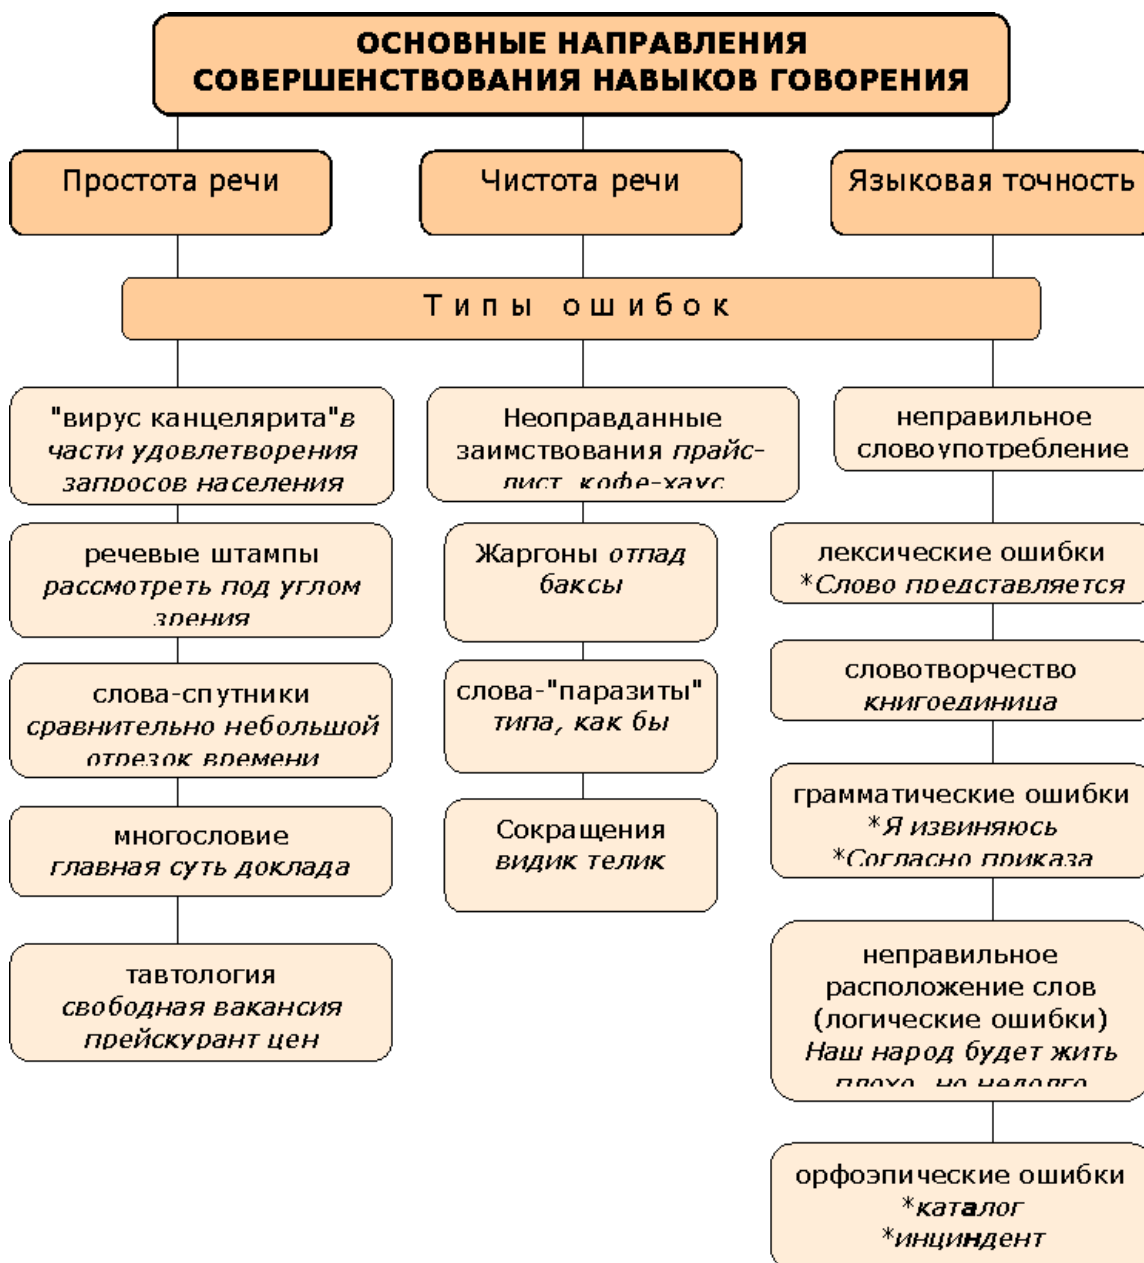 ОСНОВНЫЕ НАПРАВЛЕНИЯ
СОВЕРШЕНСТВОВАНИЯ НАВЫКОВ ГОВОРЕНИЯ
Простота речи
Чистота речи
Языковая точность
Типы ошибок
"вирус канцелярита"в
части удовлетворения
запросов населения
речевые штампы
рассмотреть под углом
зрения
слова-спутники
сравнительно небольшой
отрезок времени
многословие
главная суть доклада
тавтология
свободная вакансия
прейскурант цен
Неоправданные
заимствования прайс-
лист, кофе-хаус
Жаргоны отпад
баксы
слова-"паразиты"
типа, как бы
Сокращения
видик телик
неправильное
словоупотребление
лексические ошибки
*Слово представляется
словотворчество
книгоединица
грамматические ошибки
*Я извиняюсь
*Согласно приказа
неправильное
расположение слов
(логические ошибки)
Наш народ будет жить
плохо, но недолго
орфоэпические ошибки
*каталог
*инциндент